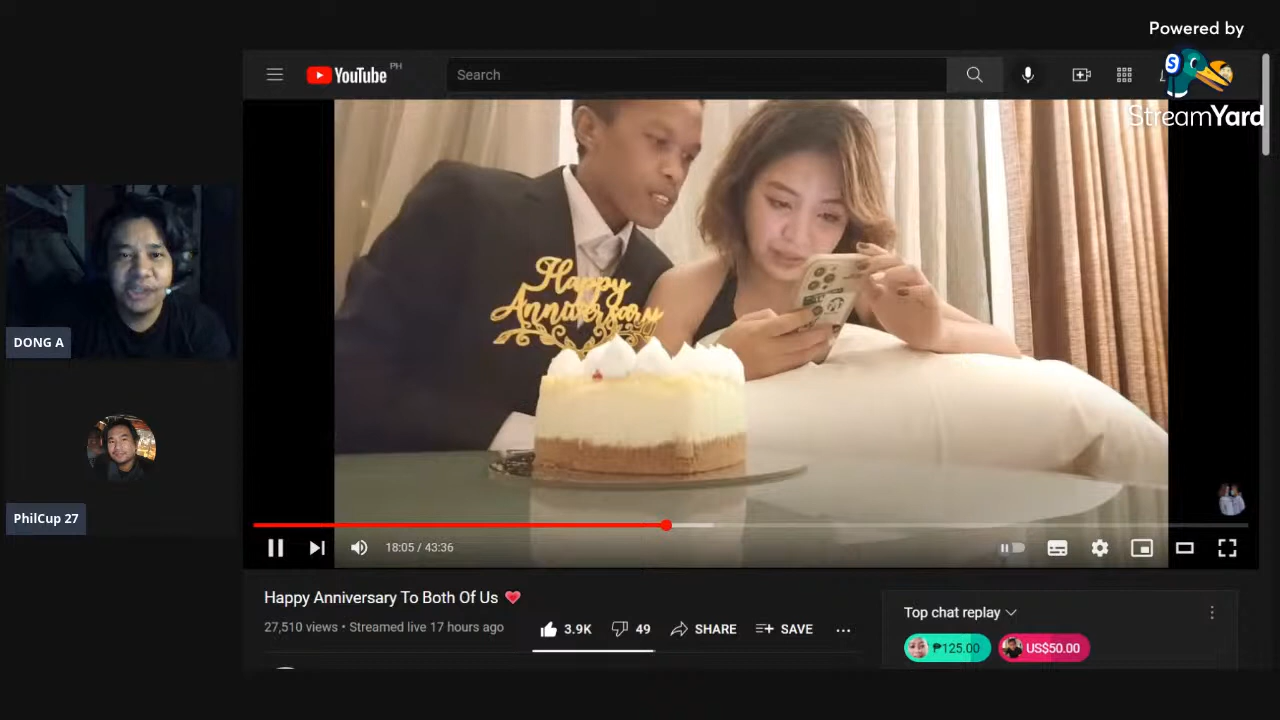 Powered by
StreamYard
YouTube PH
Search
Happy
Anniversary
DONG A
PhilCup 27
18:05 / 43:36
Happy Anniversary To Both Of Us ❤
27,510 views • Streamed live 17 hours ago
3.9K
49
SHARE
SAVE
Top chat replay
₱125.00
US$50.00